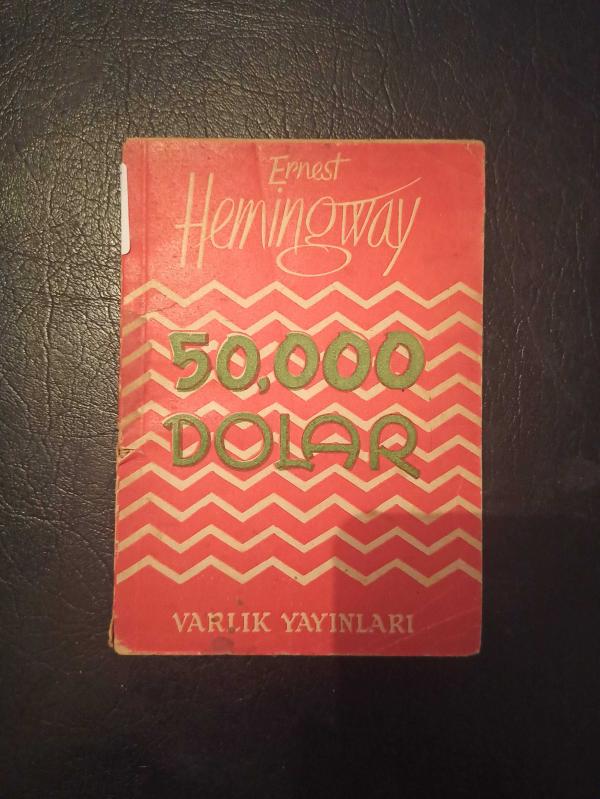 Ernest
Hemingway
50,000
DOLAR
VARLIK YAYINLARI